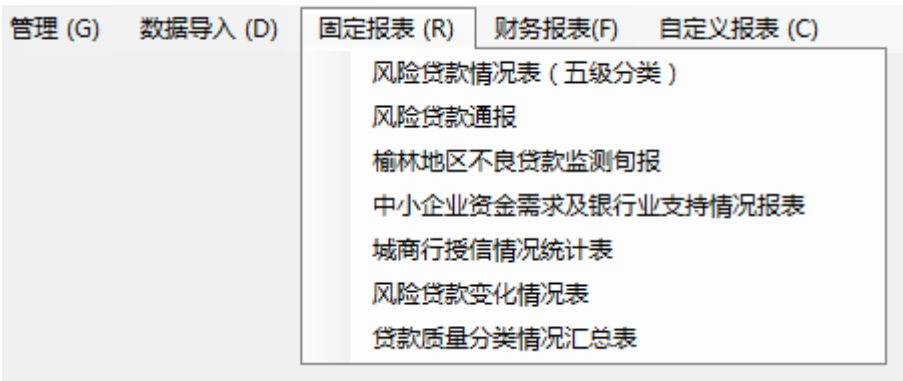 管理 (G) 数据导入 (D) 固定报表 (R) 财务报表(F) 自定义报表 (C)
风险贷款情况表 ( 五级分类 )
风险贷款通报
榆林地区不良贷款监测旬报
中小企业资金需求及银行业支持情况报表
城商行授信情况统计表
风险贷款变化情况表
贷款质量分类情况汇总表